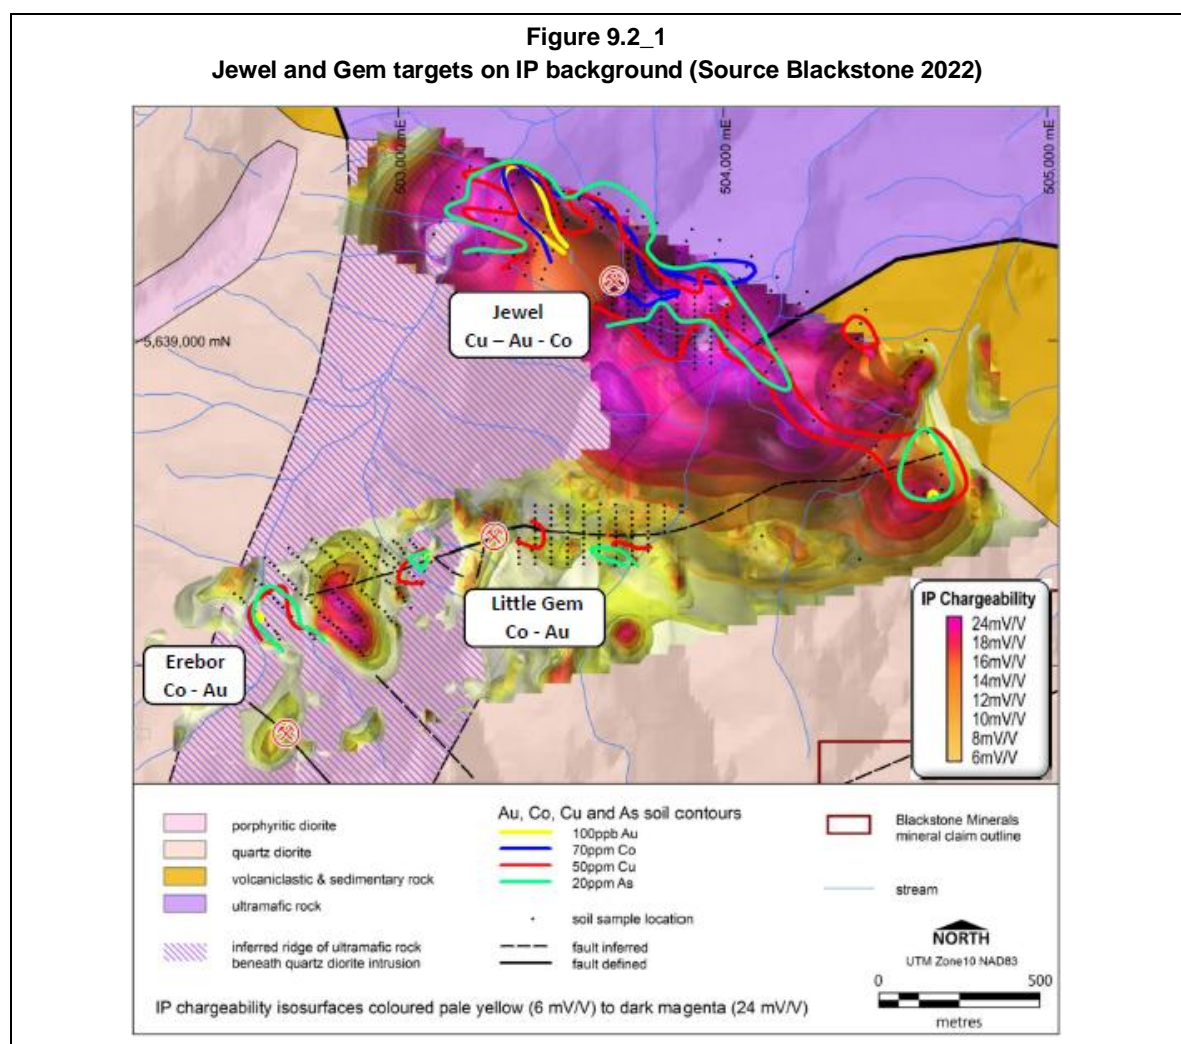 Figure 9.2_1
Jewel and Gem targets on IP background (Source Blackstone 2022)
503,000 mE
504,000 mE
505,000 mE
Jewel
Cu – Au - Co
5,639,000 mN
Little Gem
Co - Au
Erebor
Co - Au
IP Chargeability
24mV/V
18mV/V
16mV/V
14mV/V
12mV/V
10mV/V
8mV/V
6mV/V
porphyritic diorite
quartz diorite
volcaniclastic & sedimentary rock
ultramafic rock
inferred ridge of ultramafic rock
beneath quartz diorite intrusion
Au, Co, Cu and As soil contours
100ppb Au
70ppm Co
50ppm Cu
20ppm As
soil sample location
fault inferred
fault defined
Blackstone Minerals
mineral claim outline
stream
NORTH
UTM Zone10 NAD83
0 500
metres
IP chargeability isosurfaces coloured pale yellow (6 mV/V) to dark magenta (24 mV/V)